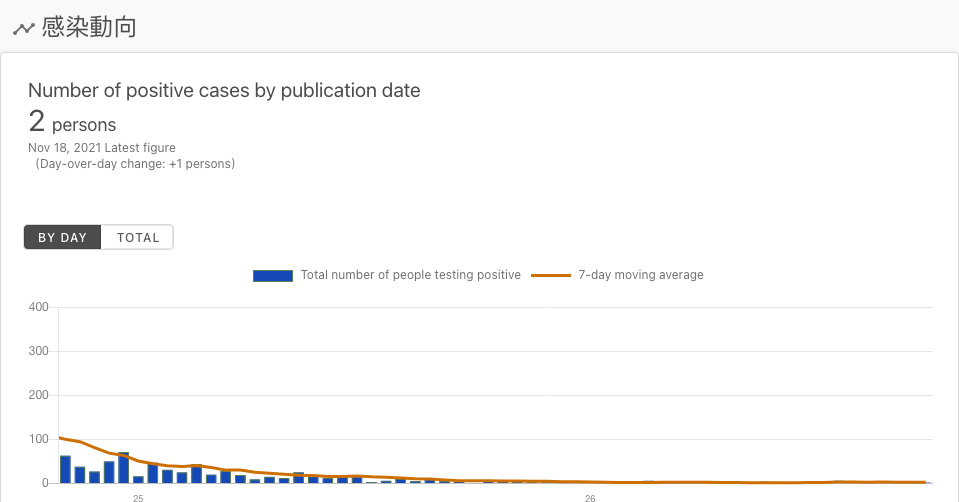 感染動向
Number of positive cases by publication date
2 persons
Nov 18, 2021 Latest figure
(Day-over-day change: +1 persons)
BY DAY TOTAL
Total number of people testing positive 7-day moving average
400
300
200
100
0
25 26